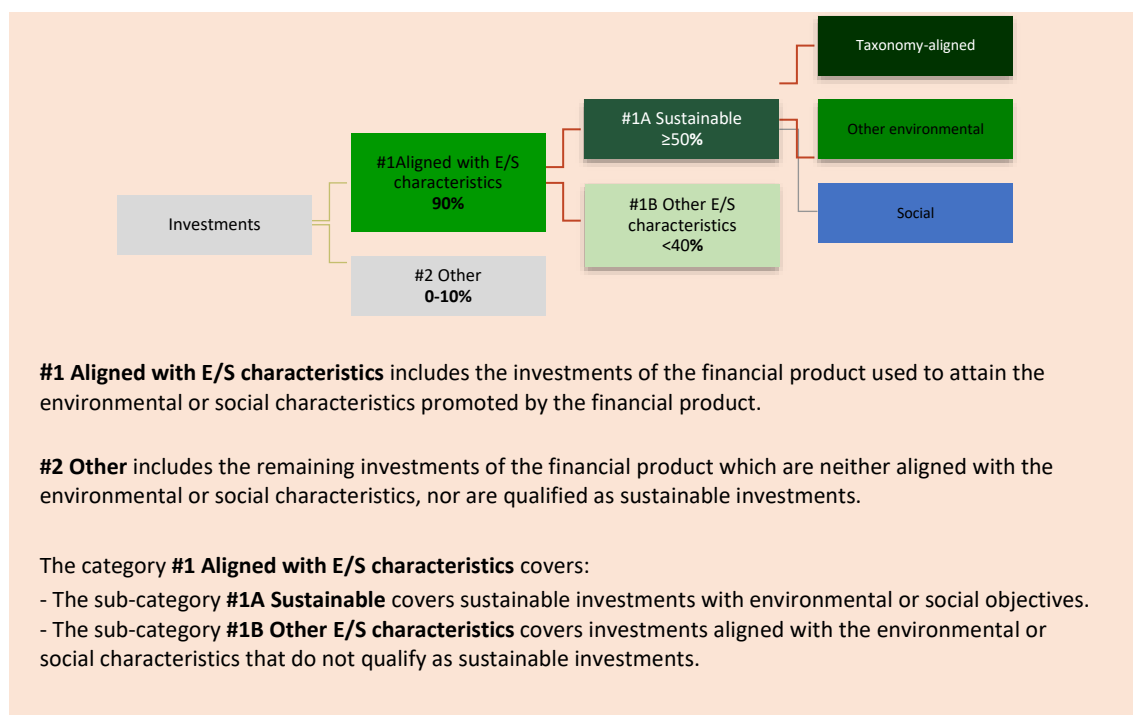 Taxonomy-aligned
#1A Sustainable
≥50%
Other environmental
#1Aligned with E/S
characteristics
90%
#1B Other E/S
characteristics
<40%
Social
Investments
#2 Other
0-10%
#1 Aligned with E/S characteristics includes the investments of the financial product used to attain the
environmental or social characteristics promoted by the financial product.
#2 Other includes the remaining investments of the financial product which are neither aligned with the
environmental or social characteristics, nor are qualified as sustainable investments.
The category #1 Aligned with E/S characteristics covers:
- The sub-category #1A Sustainable covers sustainable investments with environmental or social objectives.
- The sub-category #1B Other E/S characteristics covers investments aligned with the environmental or
social characteristics that do not qualify as sustainable investments.